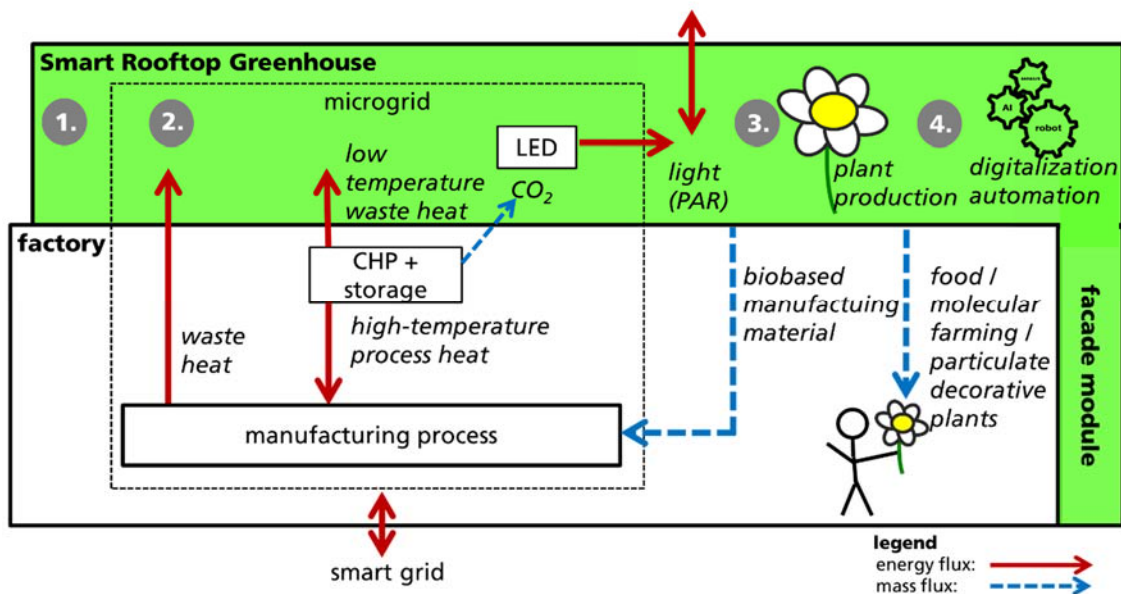 Smart Rooftop Greenhouse
microgrid
1.
2.
3.
4.
sensors
AI
robot
LED
low
temperature
waste heat
CO2
light
(PAR)
plant
production
digitalization
automation
factory
CHP +
storage
waste
heat
high-temperature
process heat
biobased
manufactuing
material
food /
molecular
farming /
particulate
decorative
plants
facade module
manufacturing process
smart grid
legend
energy flux:
mass flux: